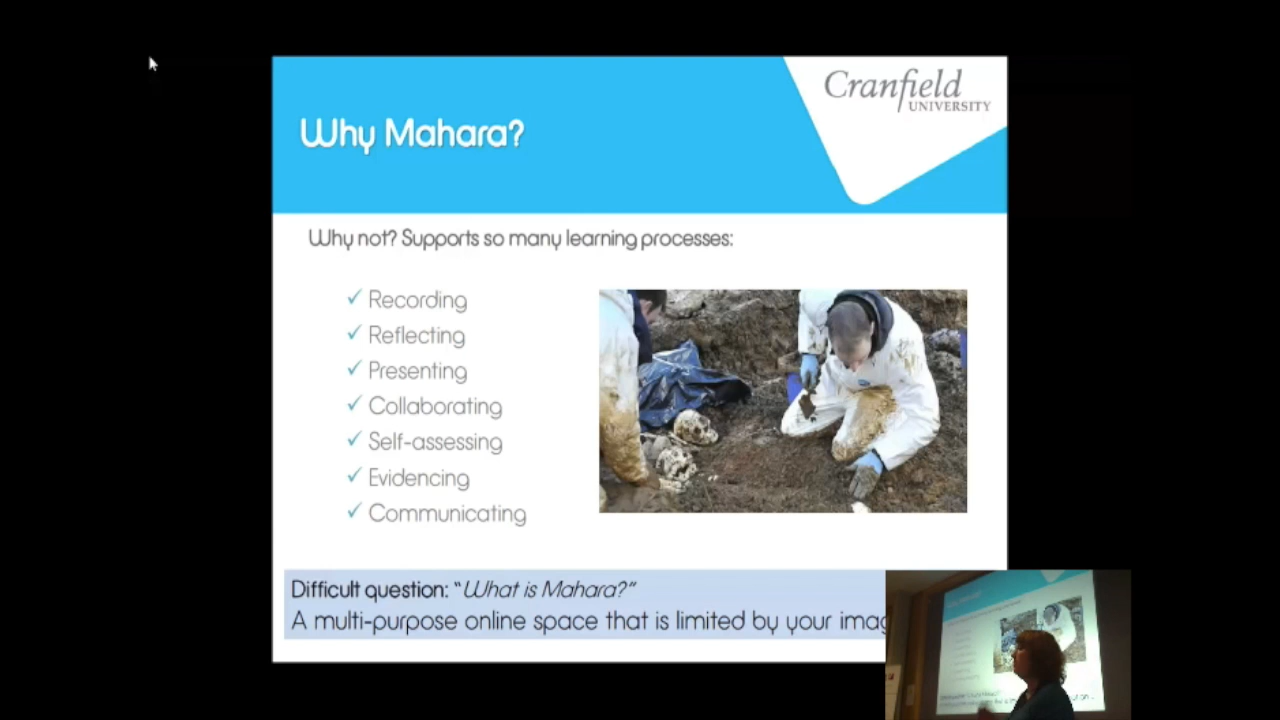 Cranfield
UNIVERSITY
Why Mahara?
Why not? Supports so many learning processes:
✓ Recording
✓ Reflecting
✓ Presenting
✓ Collaborating
✓ Self-assessing
✓ Evidencing
✓ Communicating
Difficult question: "What is Mahara?"
A multi-purpose online space that is limited by your